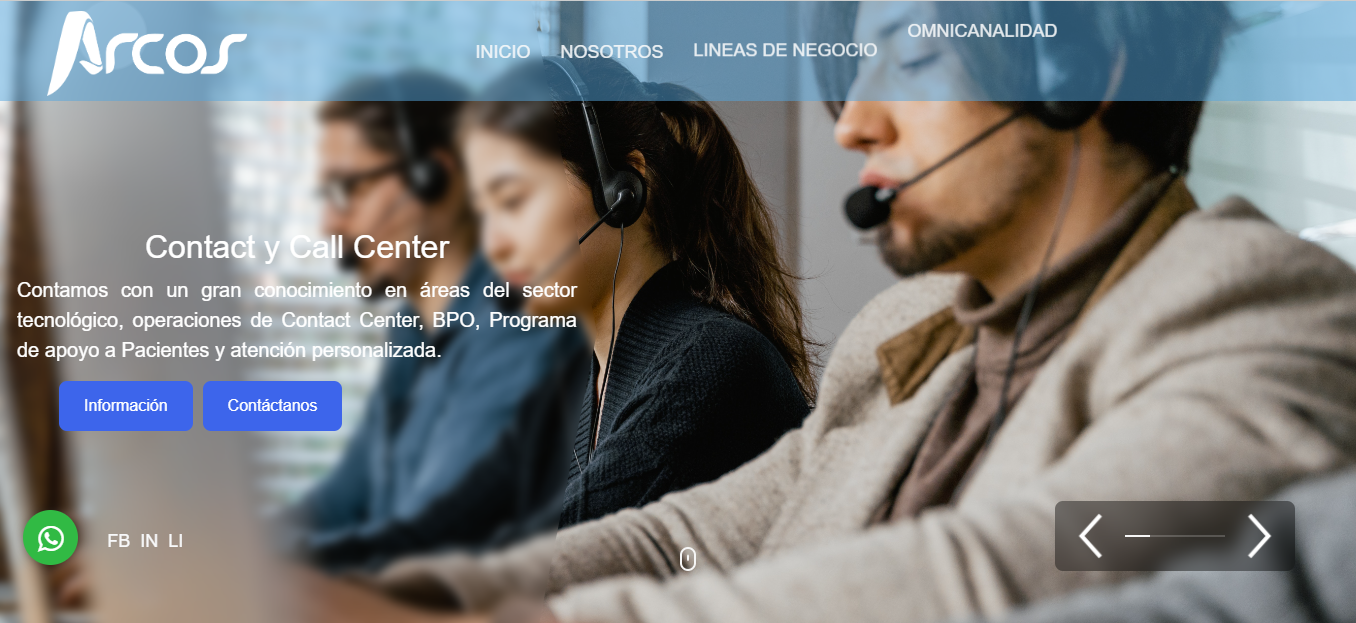 Arcos
INICIO
NOSOTROS
LINEAS DE NEGOCIO
OMNICANALIDAD
Contact y Call Center
Contamos con un gran conocimiento en áreas del sector
tecnológico, operaciones de Contact Center, BPO, Programa
de apoyo a Pacientes y atención personalizada.
Información
Contáctanos
FB IN LI